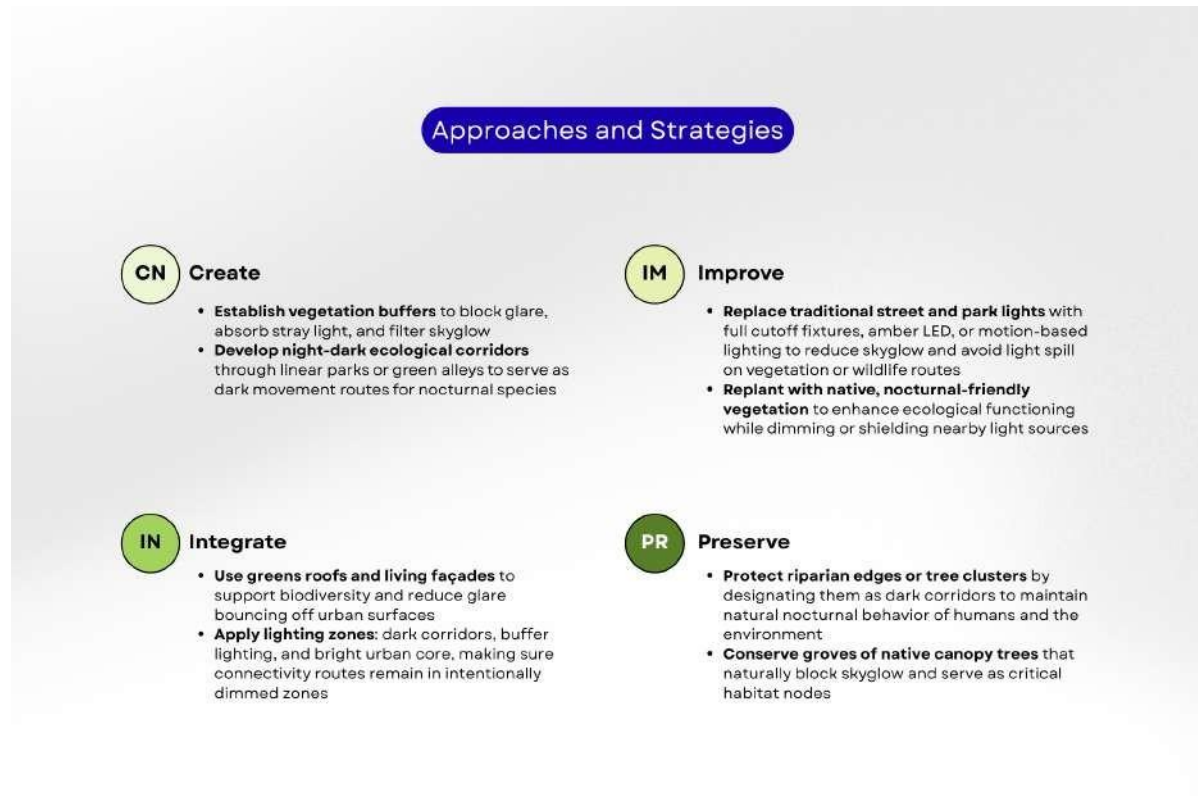 Approaches and Strategies
CN Create
• Establish vegetation buffers to block glare,
absorb stray light, and filter skyglow
• Develop night-dark ecological corridors
through linear parks or green alleys to serve as
dark movement routes for nocturnal species
IM Improve
• Replace traditional street and park lights with
full cutoff fixtures, amber LED, or motion-based
lighting to reduce skyglow and avoid light spill
on vegetation or wildlife routes
• Replant with native, nocturnal-friendly
vegetation to enhance ecological functioning
while dimming or shielding nearby light sources
IN Integrate
• Use greens roofs and living façades to
support biodiversity and reduce glare
bouncing off urban surfaces
• Apply lighting zones: dark corridors, buffer
lighting, and bright urban core, making sure
connectivity routes remain in intentionally
dimmed zones
PR Preserve
• Protect riparian edges or tree clusters by
designating them as dark corridors to maintain
natural nocturnal behavior of humans and the
environment
• Conserve groves of native canopy trees that
naturally block skyglow and serve as critical
habitat nodes